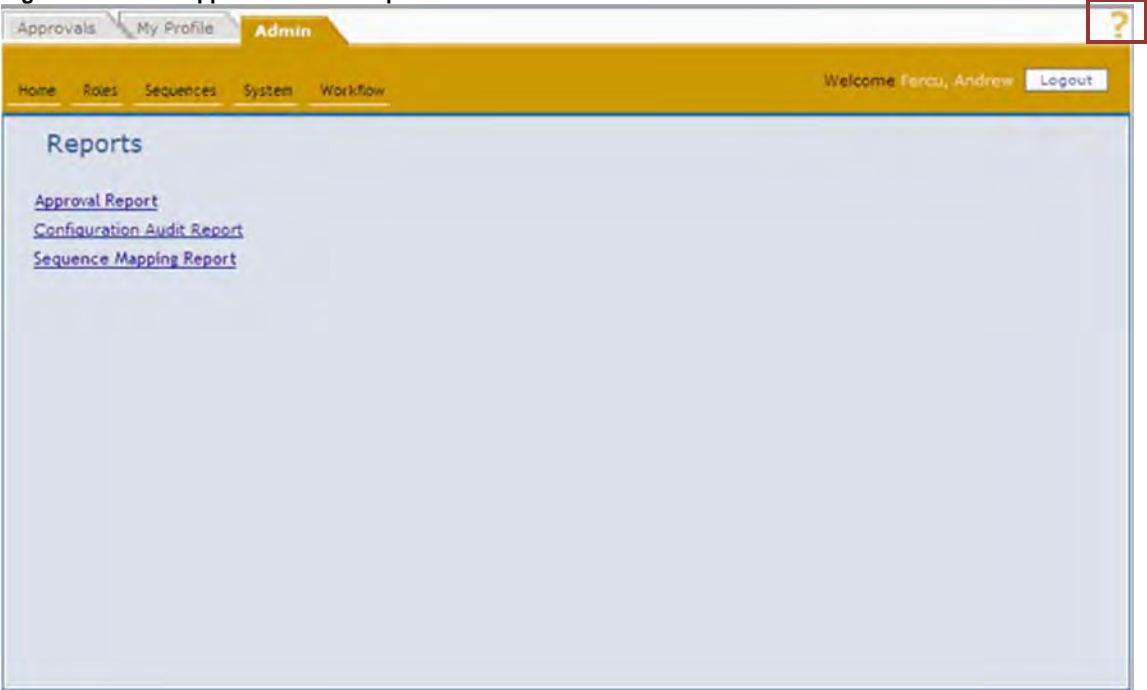 Approvals My Profile Admin ?
Home Roles Sequences System Workflow Welcome Fercu, Andrew Logout
Reports
Approval Report
Configuration Audit Report
Sequence Mapping Report